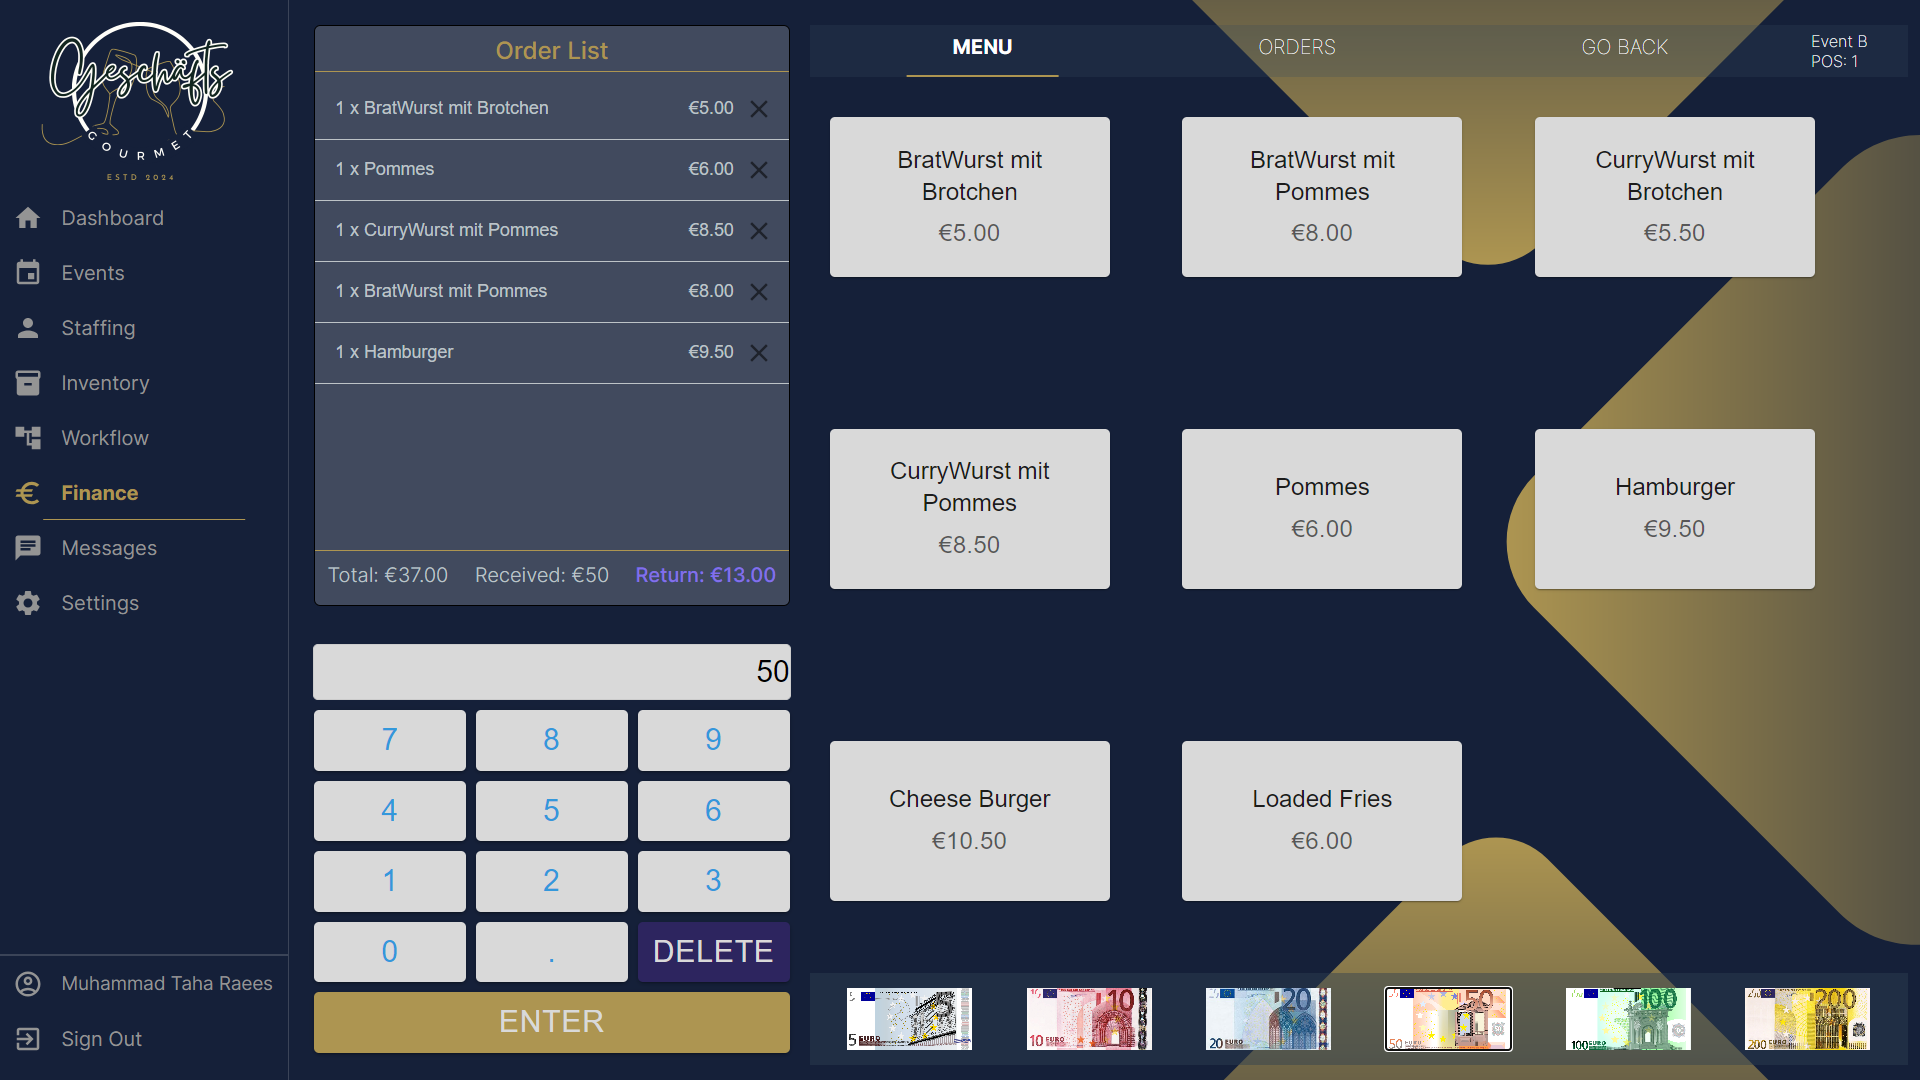 Geschäfts
GOURMET
ESTD 2024
Dashboard
Events
Staffing
Inventory
Workflow
Finance
Messages
Settings
Muhammad Taha Raees
Sign Out
Order List
1 x BratWurst mit Brotchen €5.00
1 x Pommes €6.00
1 x CurryWurst mit Pommes €8.50
1 x BratWurst mit Pommes €8.00
1 x Hamburger €9.50
Total: €37.00 Received: €50 Return: €13.00
50
7 8 9
4 5 6
1 2 3
0 . DELETE
ENTER
MENU ORDERS GO BACK
Event B
POS: 1
BratWurst mit
Brotchen
€5.00
BratWurst mit
Pommes
€8.00
CurryWurst mit
Brotchen
€5.50
CurryWurst mit
Pommes
€8.50
Pommes
€6.00
Hamburger
€9.50
Cheese Burger
€10.50
Loaded Fries
€6.00
5 EURO
10
10 EURO
20
20 EURO
50
50 EURO
100
100 EURO
200
200 EURO